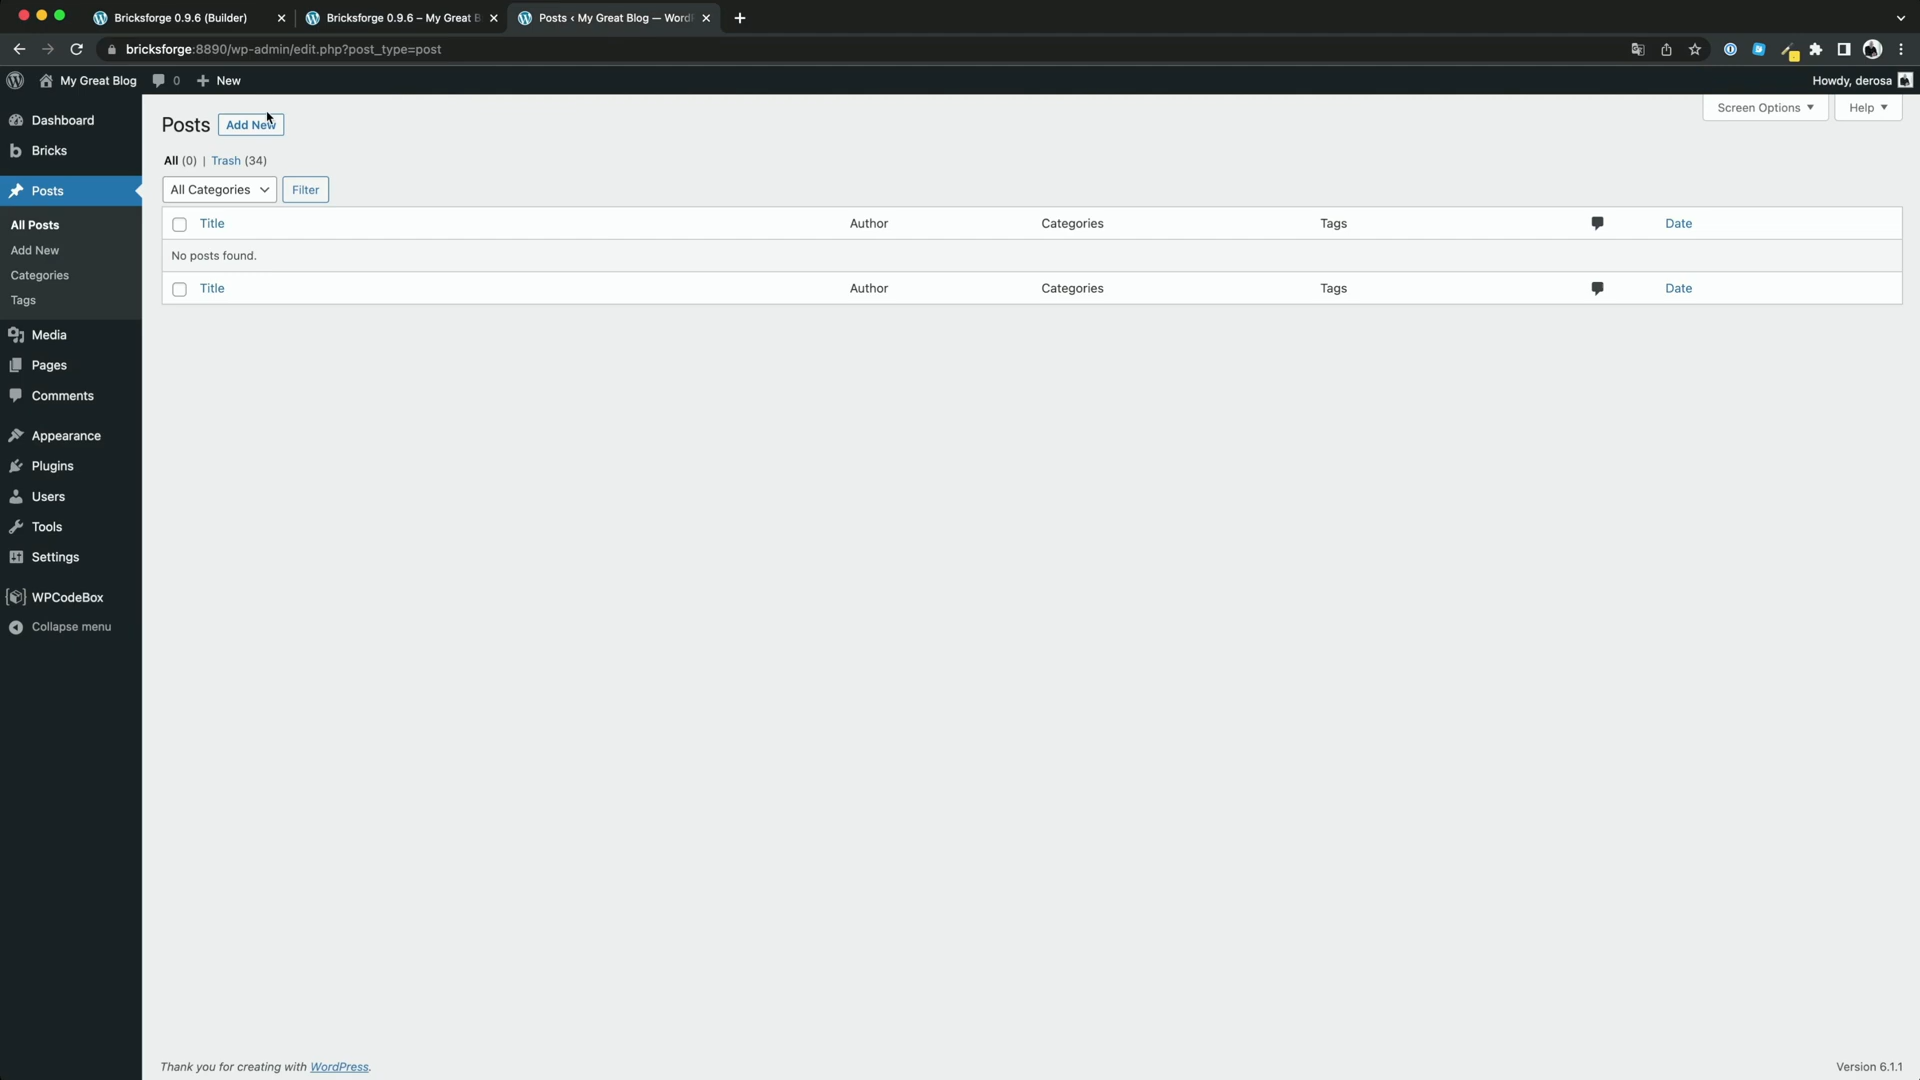 Bricksforge 0.9.6 (Builder)
Bricksforge 0.9.6 – My Great B
Posts ‹ My Great Blog — Word
bricksforge:8890/wp-admin/edit.php?post_type=post
My Great Blog
0
New
Howdy, derosa
Dashboard
Bricks
Posts
All Posts
Add New
Categories
Tags
Media
Pages
Comments
Appearance
Plugins
Users
Tools
Settings
WPCodeBox
Collapse menu
Posts
Add New
Screen Options
Help
All (0) | Trash (34)
All Categories
Filter
Title Author Categories Tags Date
No posts found.
Title Author Categories Tags Date
Thank you for creating with WordPress.
Version 6.1.1